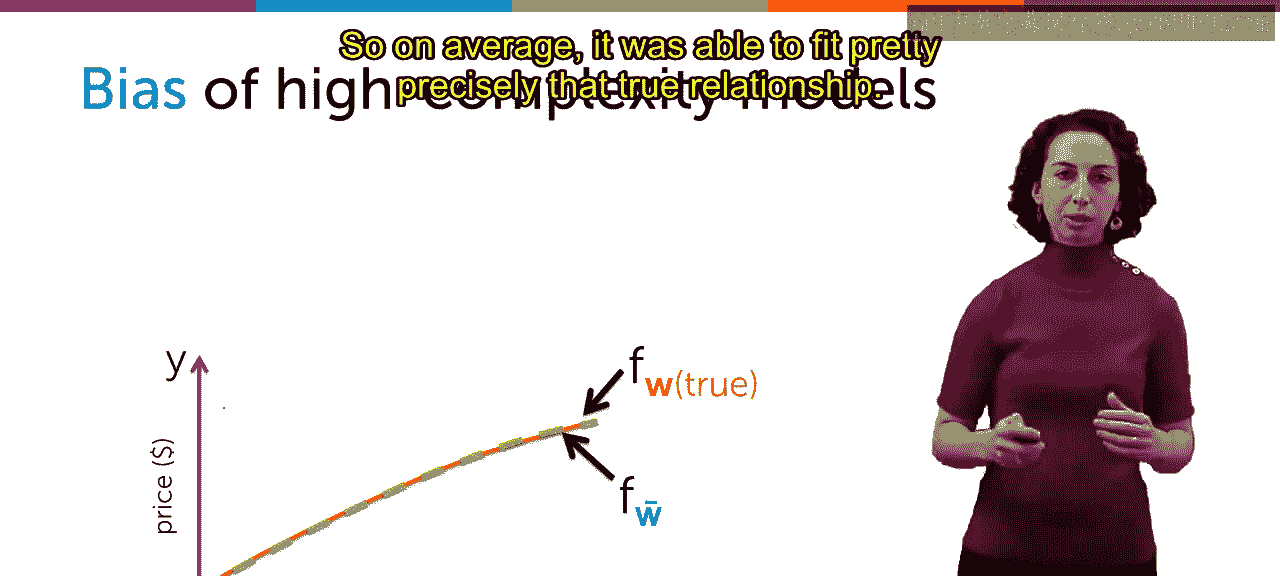 So on average, it was able to fit pretty
precisely that true relationship.
Bias of high complexity models
y
f w(true)
price ($)
f w̄